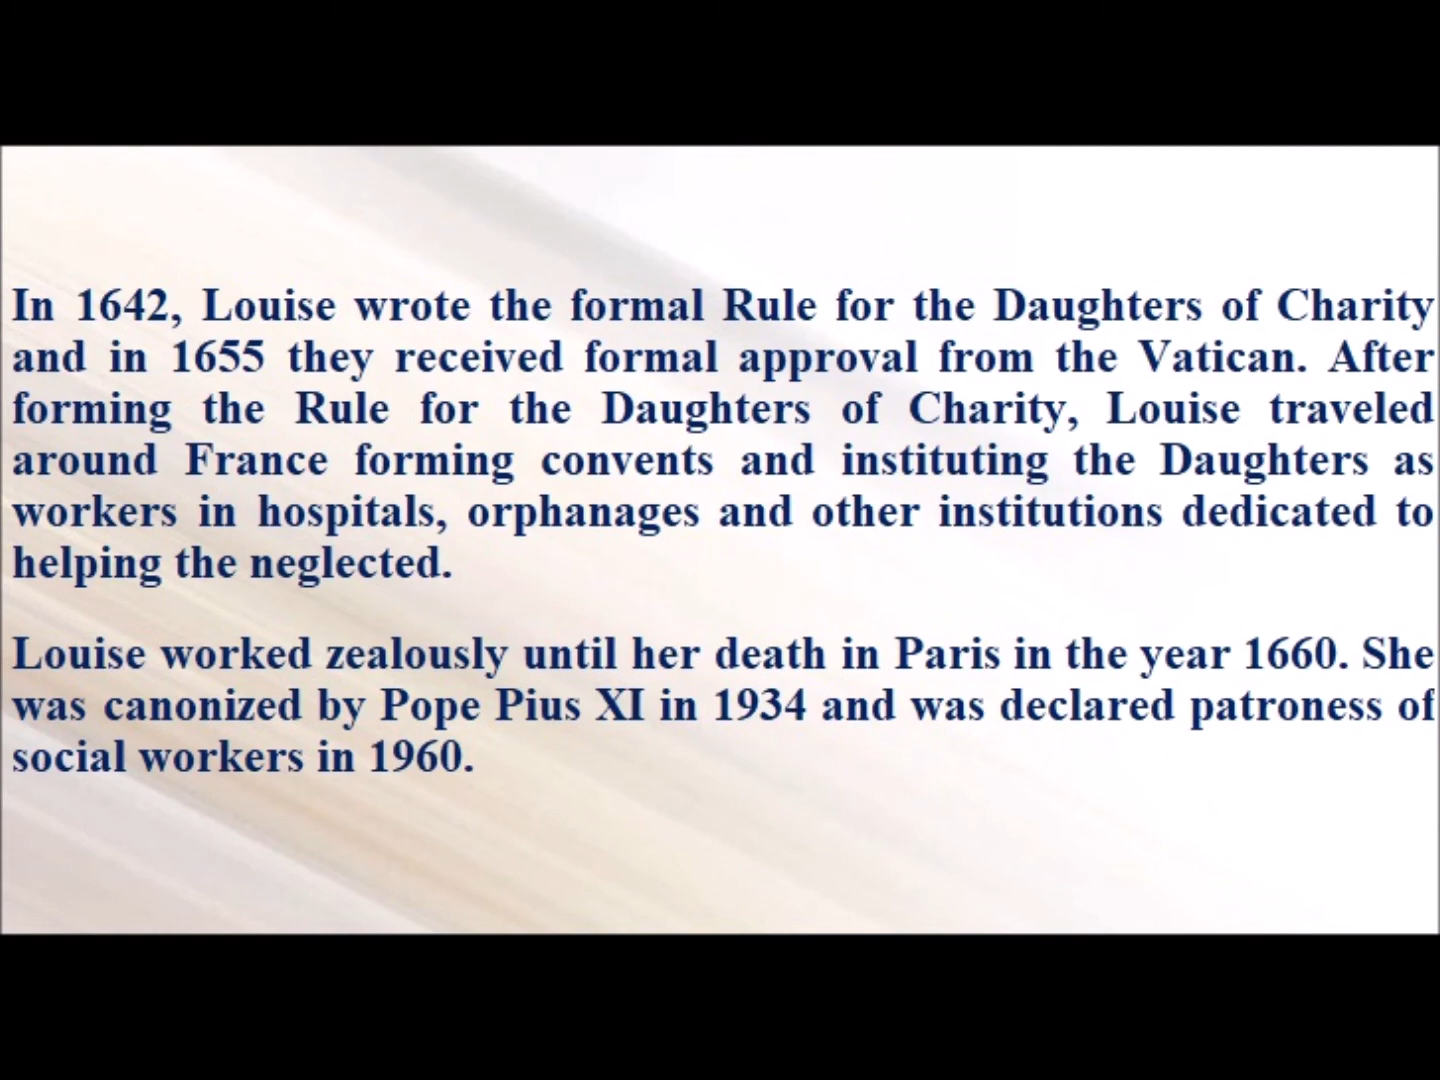 In 1642, Louise wrote the formal Rule for the Daughters of Charity
and in 1655 they received formal approval from the Vatican. After
forming the Rule for the Daughters of Charity, Louise traveled
around France forming convents and instituting the Daughters as
workers in hospitals, orphanages and other institutions dedicated to
helping the neglected.
Louise worked zealously until her death in Paris in the year 1660. She
was canonized by Pope Pius XI in 1934 and was declared patroness of
social workers in 1960.